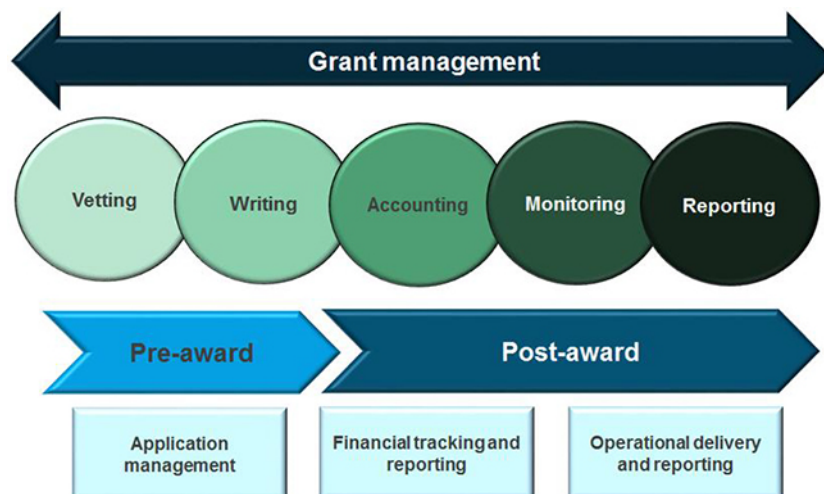 Grant management
Vetting
Writing
Accounting
Monitoring
Reporting
Pre-award
Post-award
Application
management
Financial tracking and
reporting
Operational delivery
and reporting